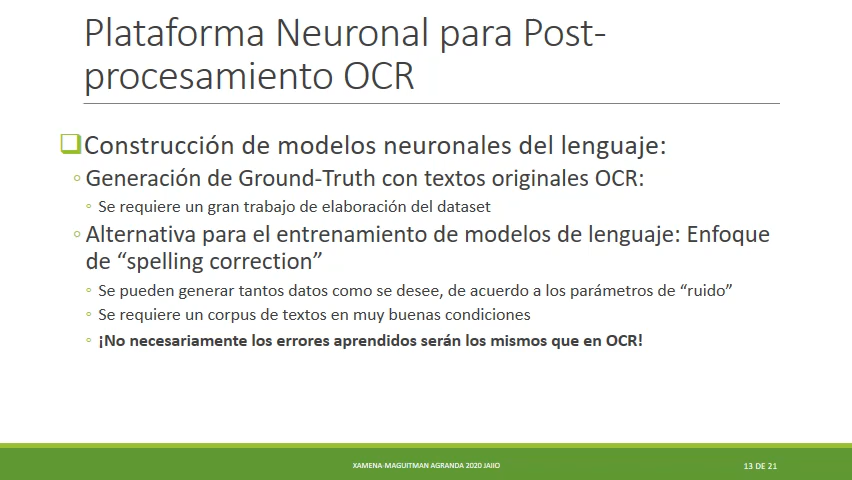 Plataforma Neuronal para Post-
procesamiento OCR
Construcción de modelos neuronales del lenguaje:
Generación de Ground-Truth con textos originales OCR:
Se requiere un gran trabajo de elaboración del dataset
Alternativa para el entrenamiento de modelos de lenguaje: Enfoque
de “spelling correction”
Se pueden generar tantos datos como se desee, de acuerdo a los parámetros de “ruido”
Se requiere un corpus de textos en muy buenas condiciones
¡No necesariamente los errores aprendidos serán los mismos que en OCR!
XAMENA-MAGUITMAN AGRANDA 2020 JAIIO
13 DE 21